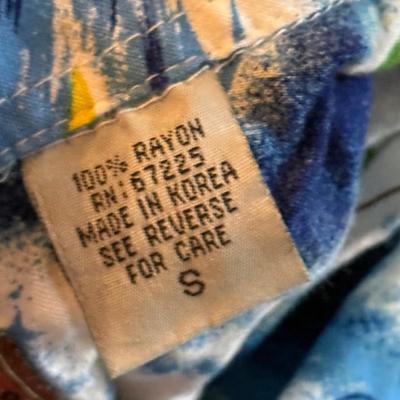 100% RAYON
RN: 67225
MADE IN KOREA
SEE REVERSE
FOR CARE
S